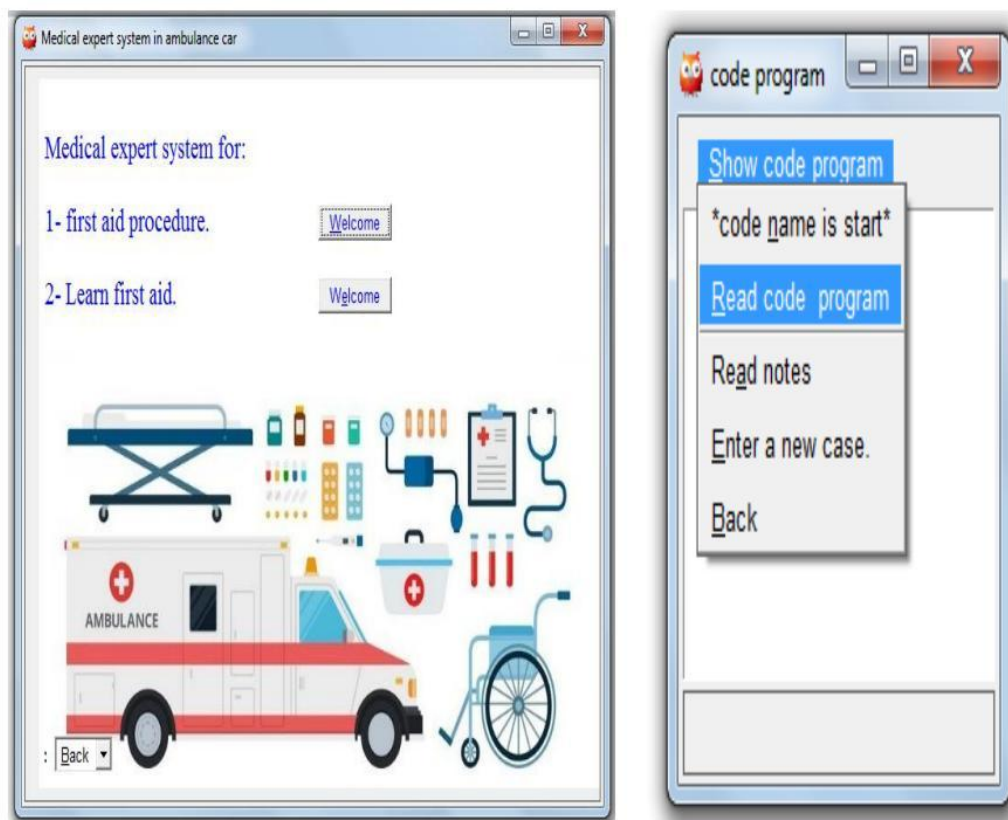 Medical expert system in ambulance car
Medical expert system for:
1- first aid procedure. Welcome
2- Learn first aid. Welcome
AMBULANCE
: Back
code program
Show code program
*code name is start*
Read code program
Read notes
Enter a new case.
Back